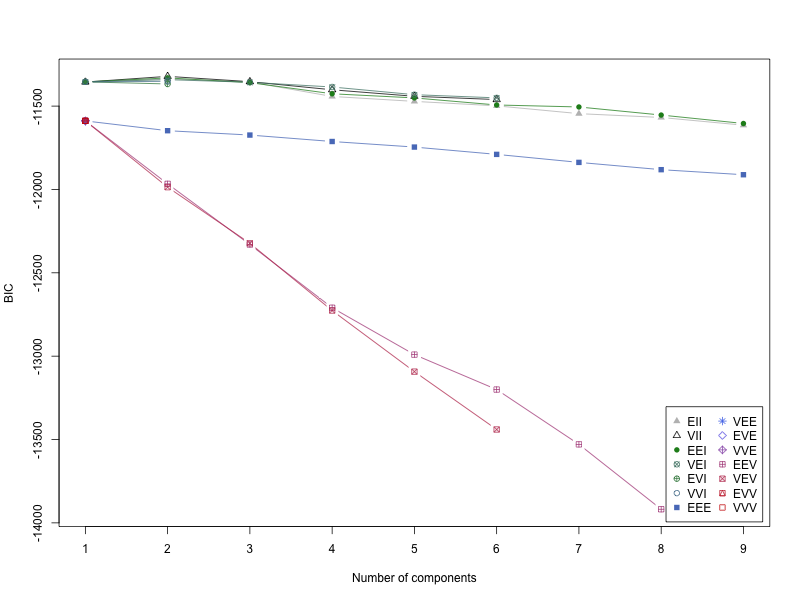 BIC
-11500
-12000
-12500
-13000
-13500
-14000
EII VEE
VII EVE
EEI VVE
VEI EEV
EVI VEV
VVI EVV
EEE VVV
1 2 3 4 5 6 7 8 9
Number of components